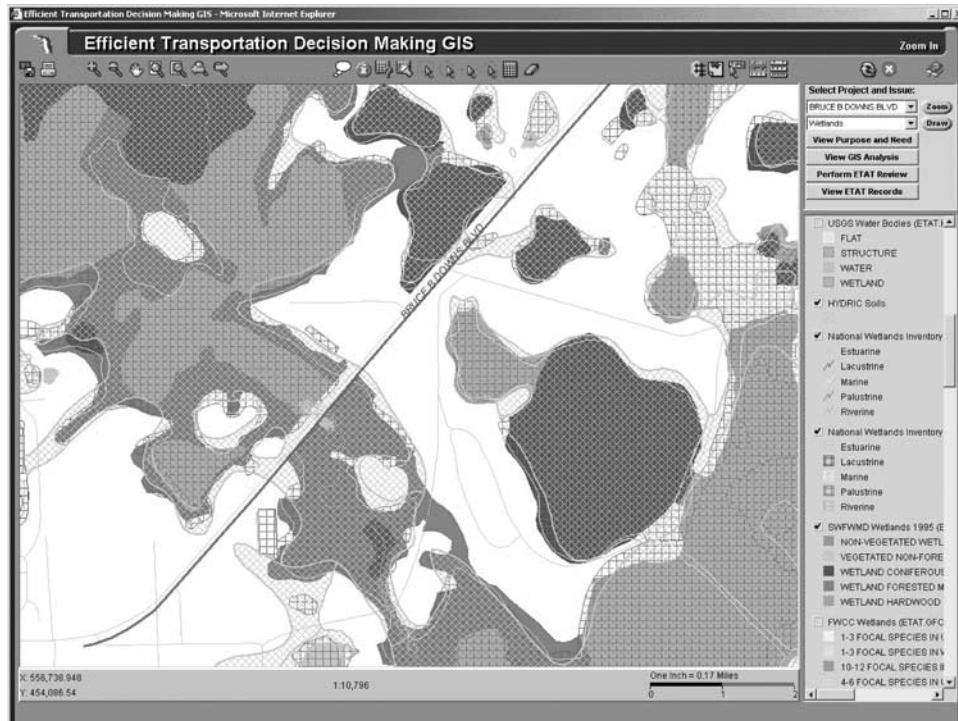 Efficient Transportation Decision Making GIS - Microsoft Internet Explorer
Efficient Transportation Decision Making GIS
Zoom In
Select Project and Issue:
BRUCE B DOWNS BLVD
Zoom
Wetlands
Draw
View Purpose and Need
View GIS Analysis
Perform ETAT Review
View ETAT Records
BRUCE B DOWNS BLVD
USGS Water Bodies (ETAT.
FLAT
STRUCTURE
WATER
WETLAND
HYDRIC Soils
National Wetlands Inventory
Estuarine
Lacustrine
Marine
Palustrine
Riverine
National Wetlands Inventory
Estuarine
Lacustrine
Marine
Palustrine
Riverine
SWFWMD Wetlands 1995 (E
NON-VEGETATED WETL
VEGETATED NON-FORE
WETLAND CONIFEROUS
WETLAND FORESTED M
WETLAND HARDWOOD
FWCC Wetlands (ETAT.GFC
1-3 FOCAL SPECIES IN U
1-3 FOCAL SPECIES IN W
10-12 FOCAL SPECIES I
4-6 FOCAL SPECIES IN U
X: 556,738.948
Y: 454,086.54
1:10,796
One Inch = 0.17 Miles
0 1 2